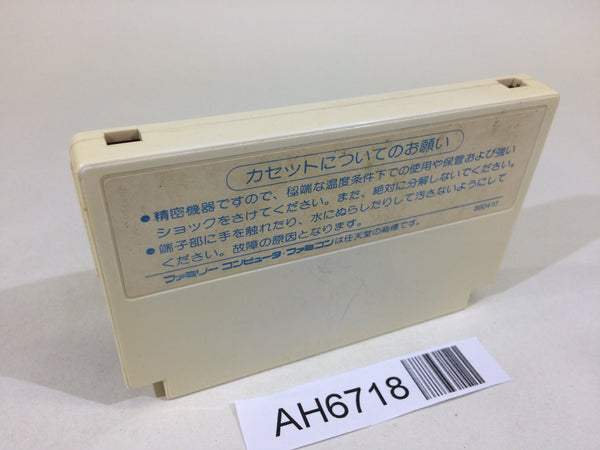 カセットについてのお願い
●精密機器ですので、極端な温度条件下での使用や保管および強い
ショックをさけてください。また、絶対に分解しないでください。
●端子部に手を触れたり、水にぬらしたりして汚さないようにして
ください。故障の原因となります。
880410
ファミリーコンピュータ・ファミコンは任天堂の商標です。
AH6718